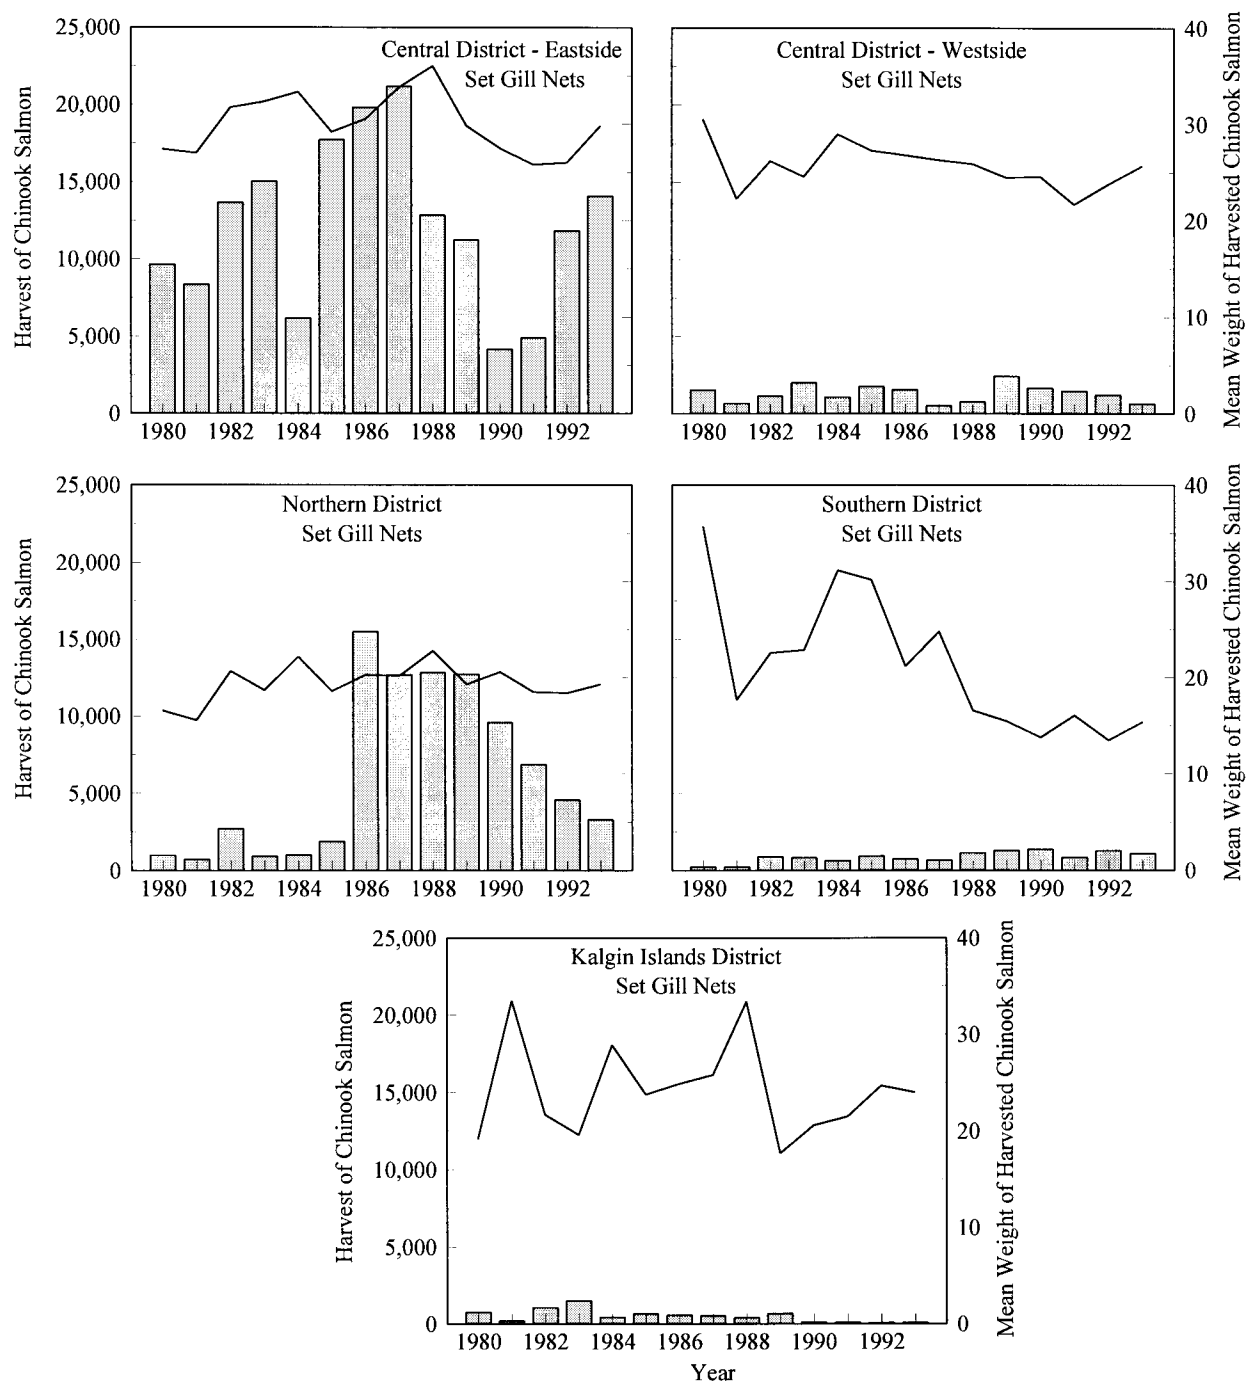 Central District - Eastside
Set Gill Nets
Harvest of Chinook Salmon
25,000
20,000
15,000
10,000
5,000
0
1980 1982 1984 1986 1988 1990 1992
Central District - Westside
Set Gill Nets
40
30
20
10
0
Mean Weight of Harvested Chinook Salmon
1980 1982 1984 1986 1988 1990 1992
Northern District
Set Gill Nets
Harvest of Chinook Salmon
25,000
20,000
15,000
10,000
5,000
0
1980 1982 1984 1986 1988 1990 1992
Southern District
Set Gill Nets
40
30
20
10
0
Mean Weight of Harvested Chinook Salmon
1980 1982 1984 1986 1988 1990 1992
Kalgin Islands District
Set Gill Nets
Harvest of Chinook Salmon
25,000
20,000
15,000
10,000
5,000
0
40
30
20
10
0
Mean Weight of Harvested Chinook Salmon
1980 1982 1984 1986 1988 1990 1992
Year